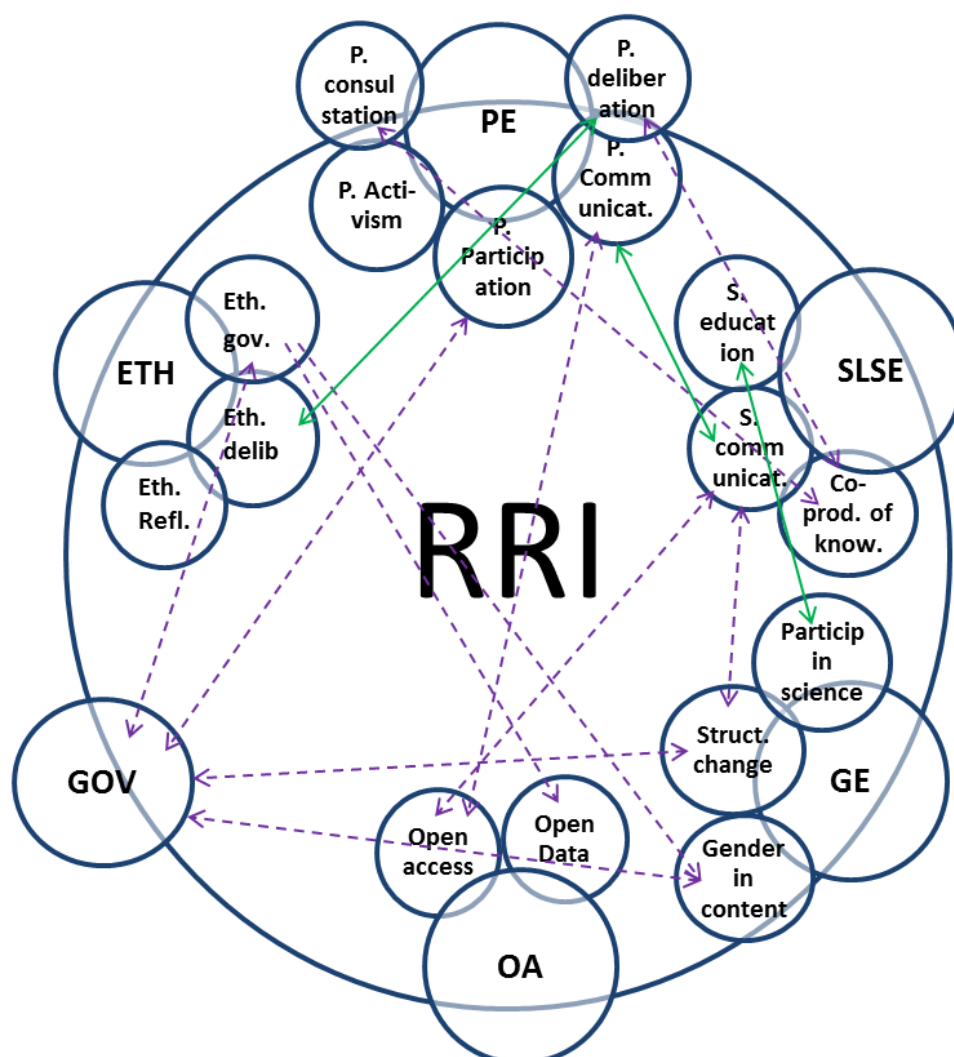 P.
consul
station
PE
P.
deliber
ation
P. Acti-
vism
P.
Comm
unicat.
P.
Particip
ation
ETH
Eth.
gov.
Eth.
delib
Eth.
Refl.
S.
educat
ion
SLSE
S.
comm
unicat.
Co-
prod. of
know.
RRI
Particip
in
science
Struct.
change
GE
Gender
in
content
GOV
Open
access
Open
Data
OA